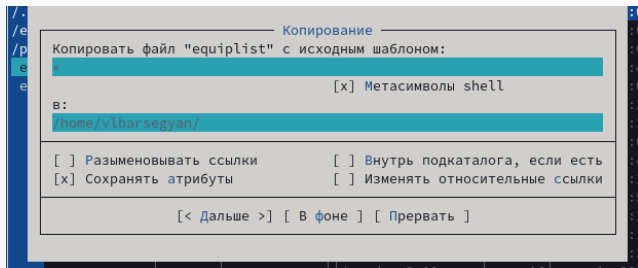 /.
/e
/p
e
e
Копирование
Копировать файл "equiplist" с исходным шаблоном:
*
[x] Метасимволы shell
в:
/home/vlbarsegyan/
[ ] Разыменовывать ссылки [ ] Внутрь подкаталога, если есть
[x] Сохранять атрибуты [ ] Изменять относительные ссылки
[< Дальше >] [ В фоне ] [ Прервать ]